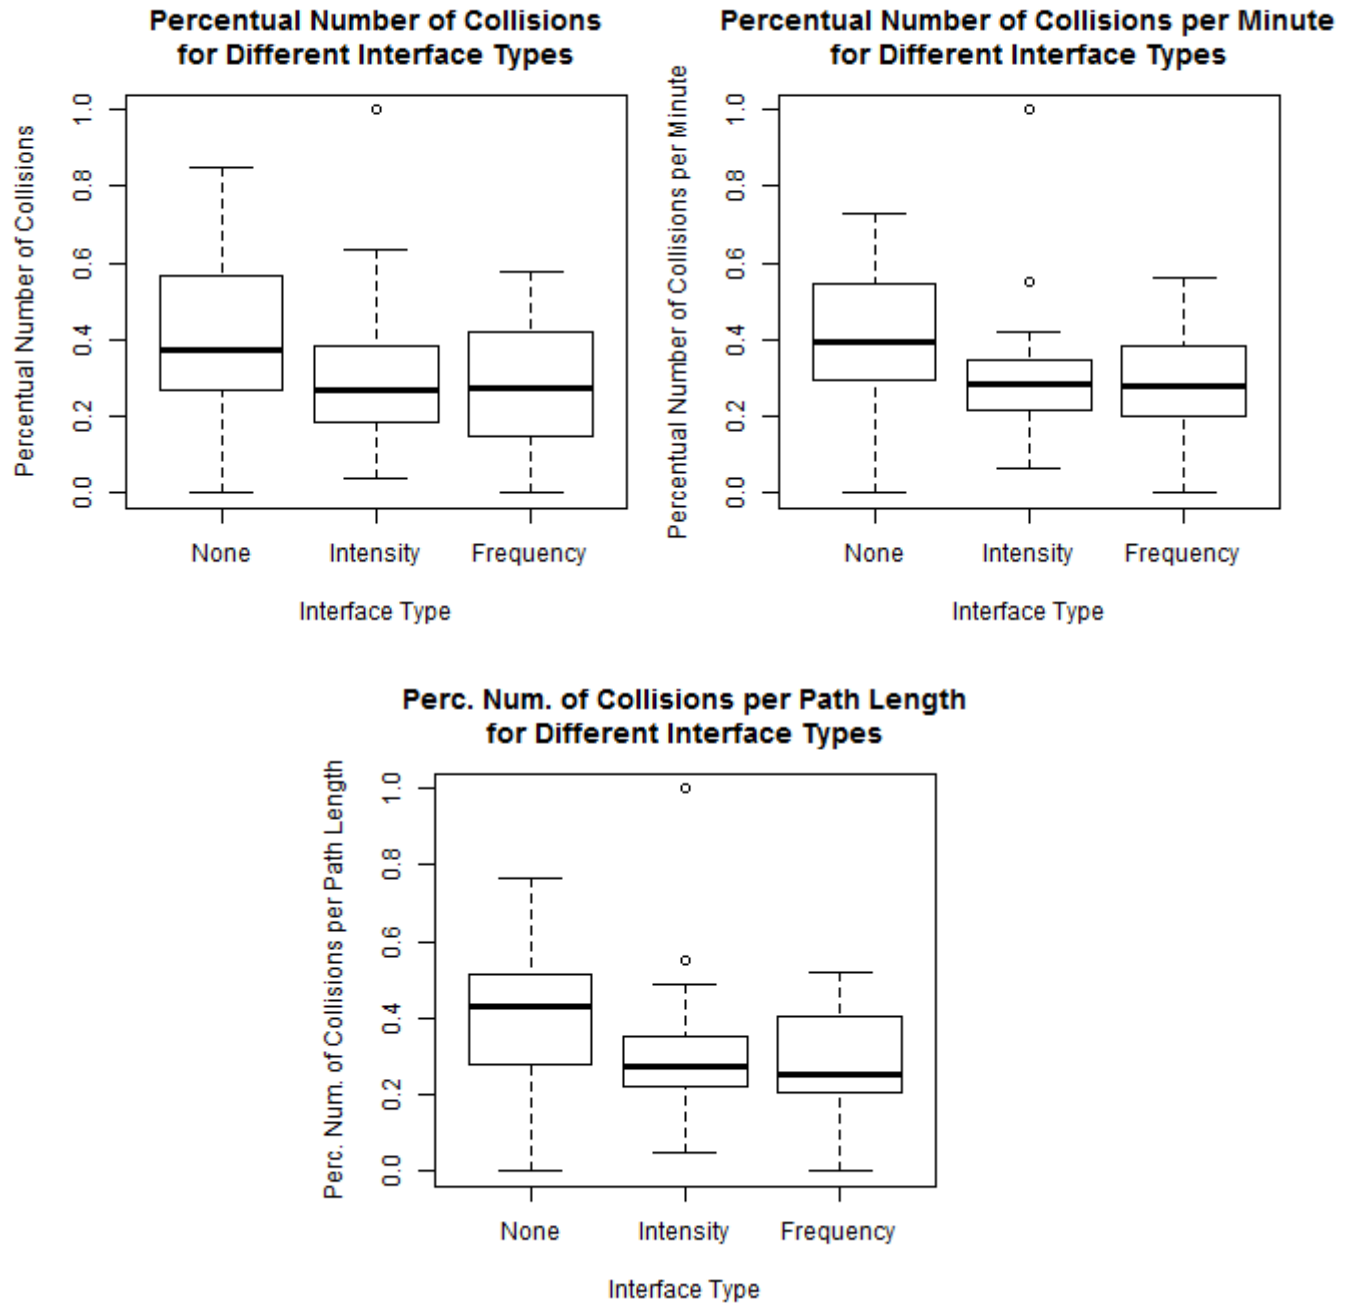 Percentual Number of Collisions
for Different Interface Types
Percentual Number of Collisions
1.0
0.8
0.6
0.4
0.2
0.0
None Intensity Frequency
Interface Type
Percentual Number of Collisions per Minute
for Different Interface Types
Percentual Number of Collisions per Minute
1.0
0.8
0.6
0.4
0.2
0.0
None Intensity Frequency
Interface Type
Perc. Num. of Collisions per Path Length
for Different Interface Types
Perc. Num. of Collisions per Path Length
1.0
0.8
0.6
0.4
0.2
0.0
None Intensity Frequency
Interface Type